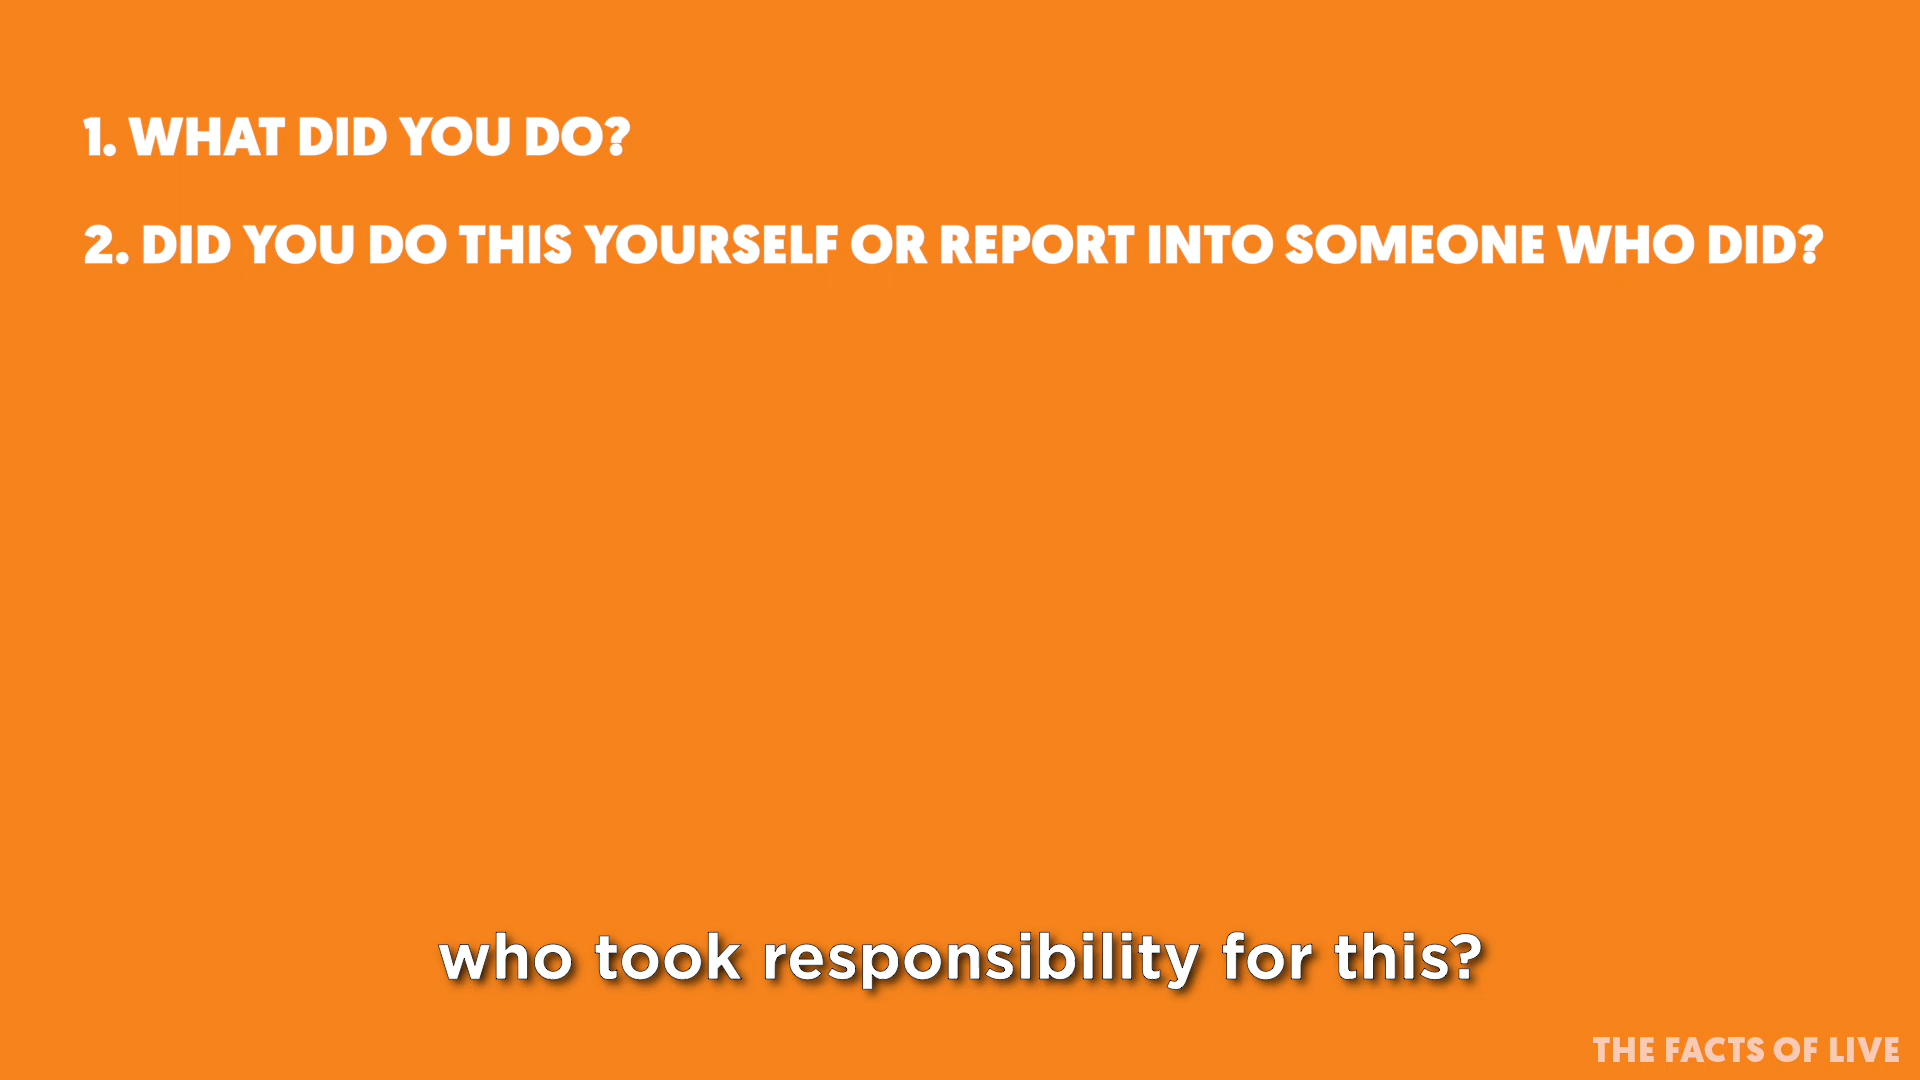 1. WHAT DID YOU DO?
2. DID YOU DO THIS YOURSELF OR REPORT INTO SOMEONE WHO DID?
who took responsibility for this?
THE FACTS OF LIVE